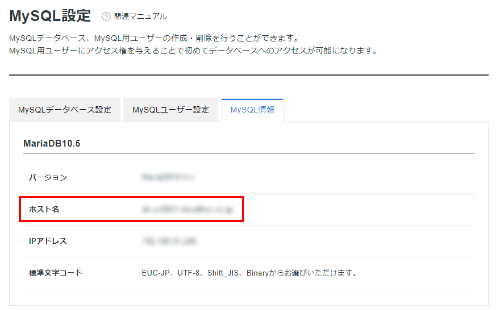 MySQL設定
関連マニュアル
MySQLデータベース、MySQL用ユーザーの作成・削除を行うことができます。
MySQL用ユーザーにアクセス権を与えることで初めてデータベースへのアクセスが可能になります。
MySQLデータベース設定 MySQLユーザー設定 MySQL情報
MariaDB10.5
バージョン
ホスト名
IPアドレス
標準文字コード EUC-JP、UTF-8、Shift_JIS、Binaryからお選びいただけます。